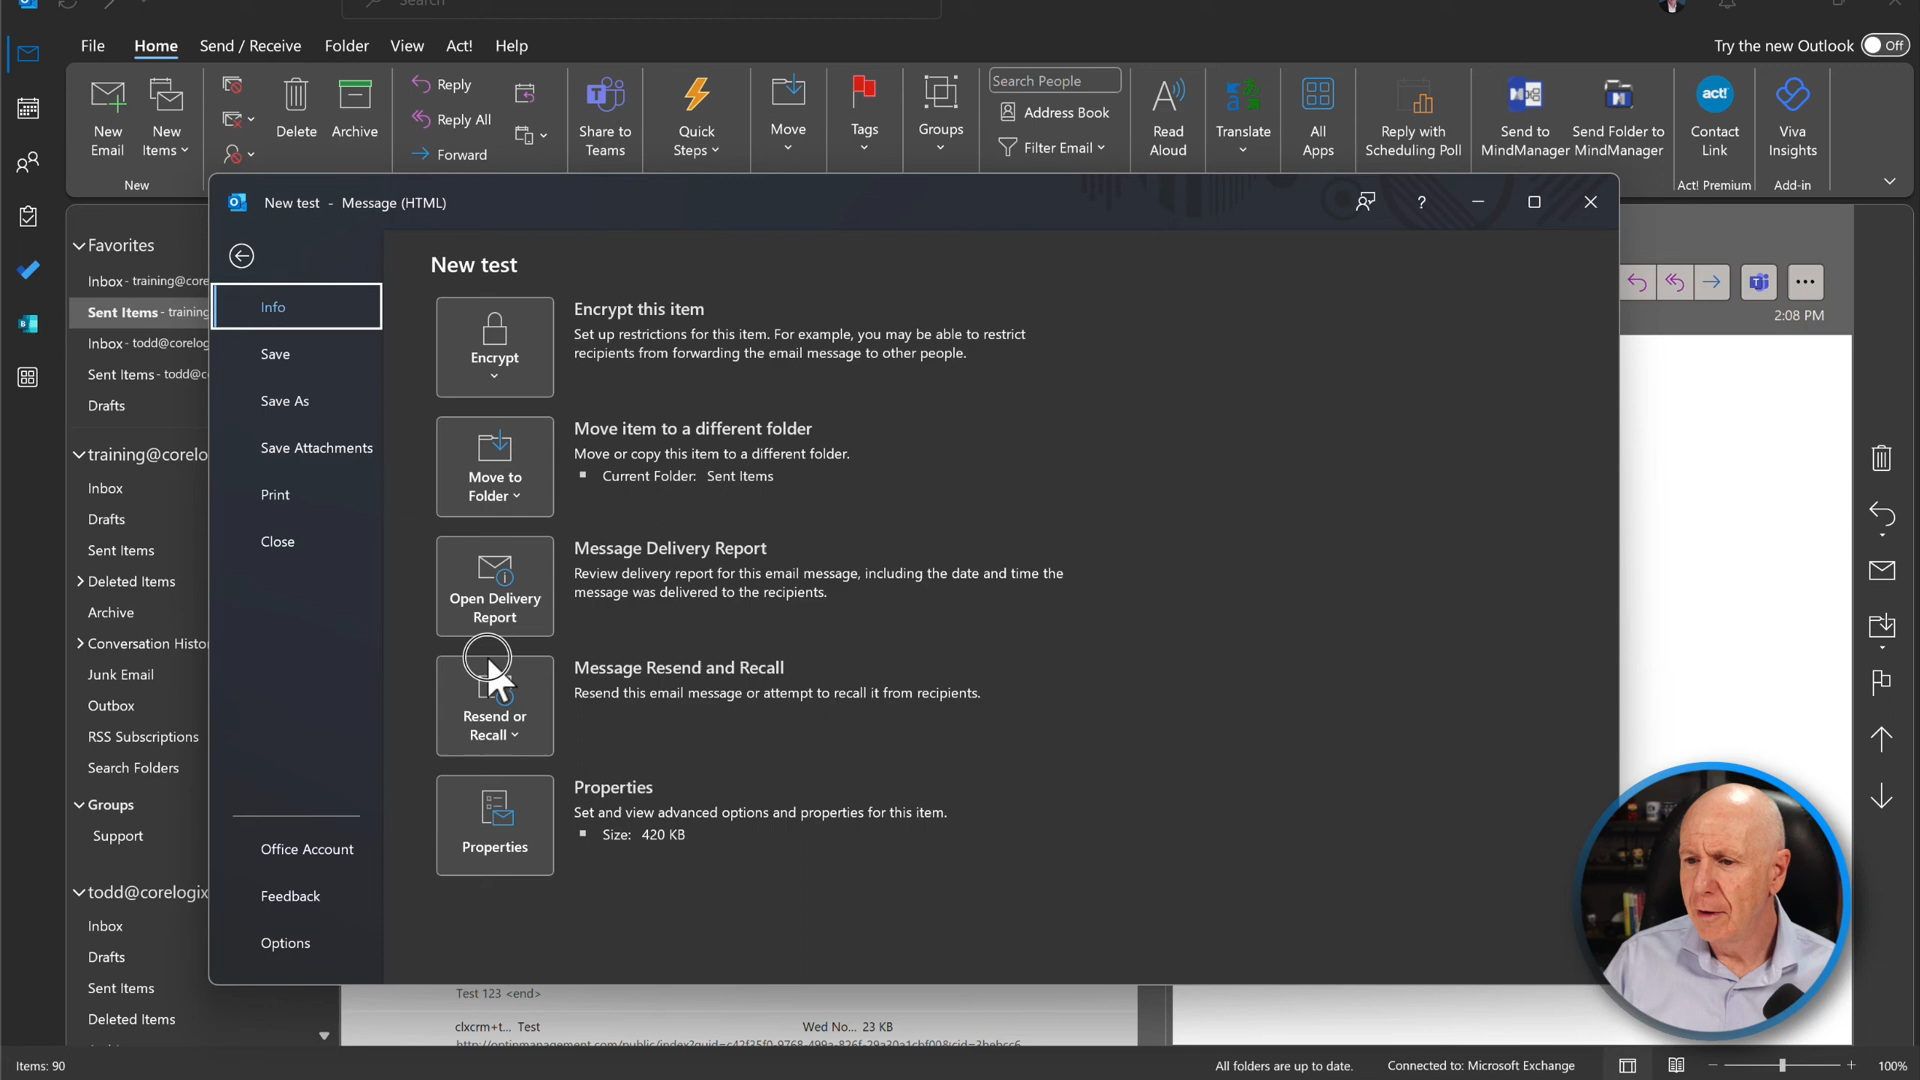 Search
File
Home
Send / Receive
Folder
View
Act!
Help
Try the new Outlook
Off
New
Email
New
Items
New
Delete
Archive
Reply
Reply All
Forward
Share to
Teams
Quick
Steps
Move
Tags
Groups
Search People
Address Book
Filter Email
Read
Aloud
Translate
All
Apps
Reply with
Scheduling Poll
Send to
MindManager
Send Folder to
MindManager
act!
Contact
Link
Act! Premium
Viva
Insights
Add-in
Favorites
Inbox - training@core
Sent Items - training
Inbox - todd@corelog
Sent Items - todd@co
Drafts
training@corelo
Inbox
Drafts
Sent Items
Deleted Items
Archive
Conversation Histo
Junk Email
Outbox
RSS Subscriptions
Search Folders
Groups
Support
todd@corelogix
Inbox
Drafts
Sent Items
Deleted Items
New test - Message (HTML)
?
Info
Save
Save As
Save Attachments
Print
Close
Office Account
Feedback
Options
New test
Encrypt
Encrypt this item
Set up restrictions for this item. For example, you may be able to restrict
recipients from forwarding the email message to other people.
Move to
Folder
Move item to a different folder
Move or copy this item to a different folder.
Current Folder: Sent Items
Open Delivery
Report
Message Delivery Report
Review delivery report for this email message, including the date and time the
message was delivered to the recipients.
Resend or
Recall
Message Resend and Recall
Resend this email message or attempt to recall it from recipients.
Properties
Properties
Set and view advanced options and properties for this item.
Size: 420 KB
2:08 PM
Test 123 <end>
clxcrm+t... Test Wed No... 23 KB
Items: 90
All folders are up to date.
Connected to: Microsoft Exchange
100%